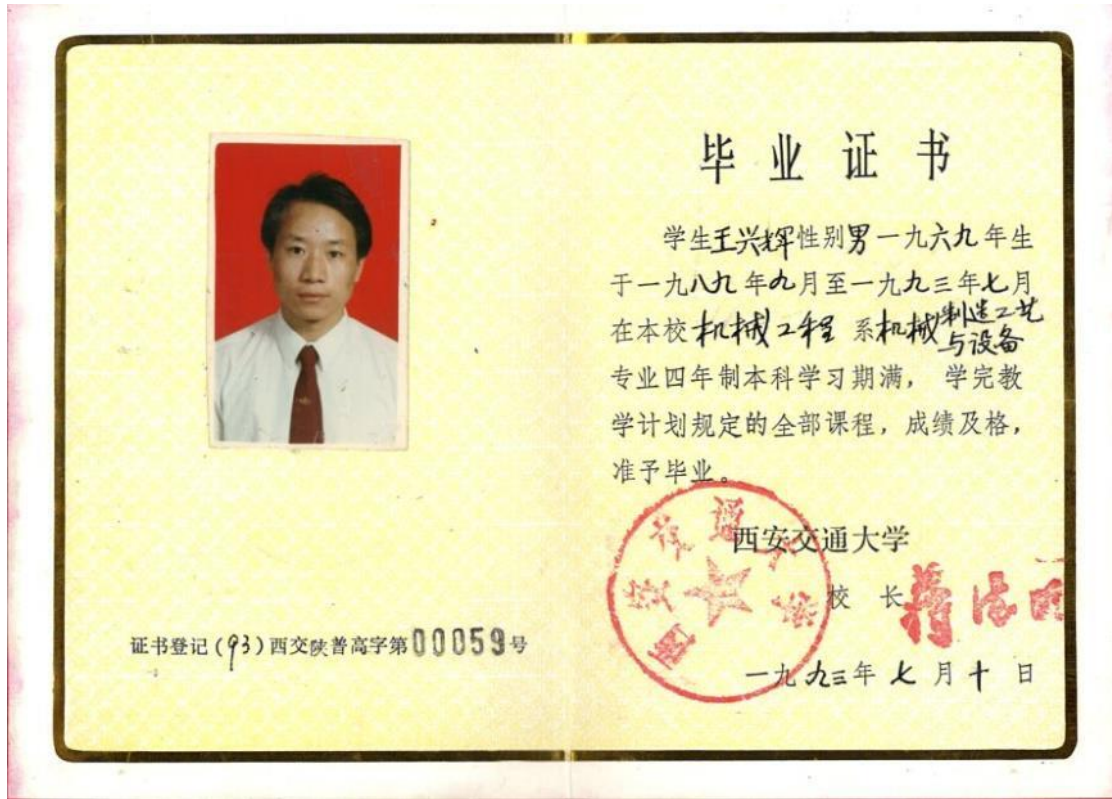 毕业证书
学生王兴辉性别男一九六九年生
于一九八九年九月至一九九三年七月
在本校机械工程 系机械制造工艺
与设备
专业四年制本科学习期满， 学完教
学计划规定的全部课程，成绩及格，
准予毕业。
西安交通大学
西安交通大学
校 长
一九九三年七月十日
证书登记(93)西交陕普高字第00059号